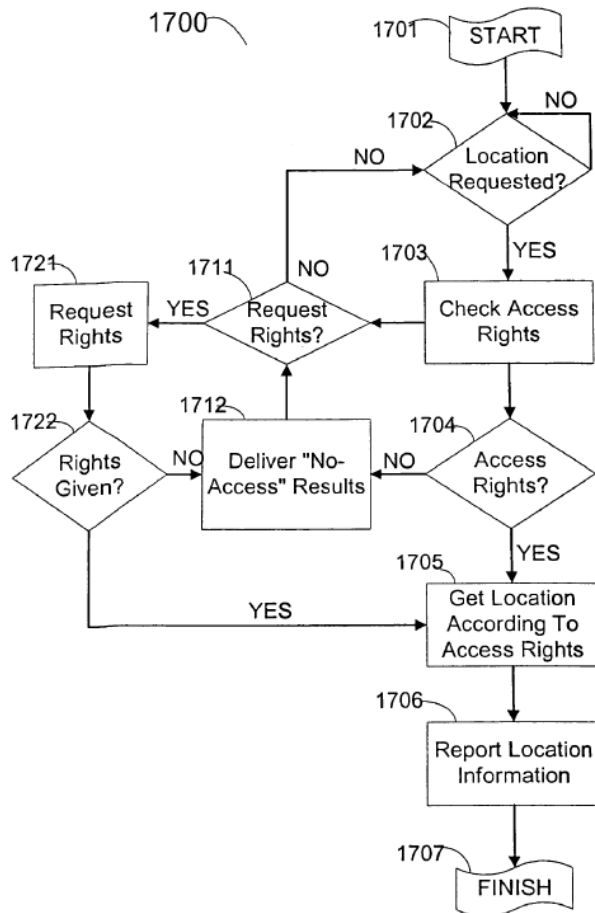 1700
1701
START
NO
1702
Location
Requested?
NO
YES
1703
Check Access
Rights
1711
NO
Request
Rights?
YES
1721
Request
Rights
1722
Rights
Given?
NO
1712
Deliver "No-
Access" Results
NO
1704
Access
Rights?
YES
YES
1705
Get Location
According To
Access Rights
1706
Report Location
Information
1707
FINISH